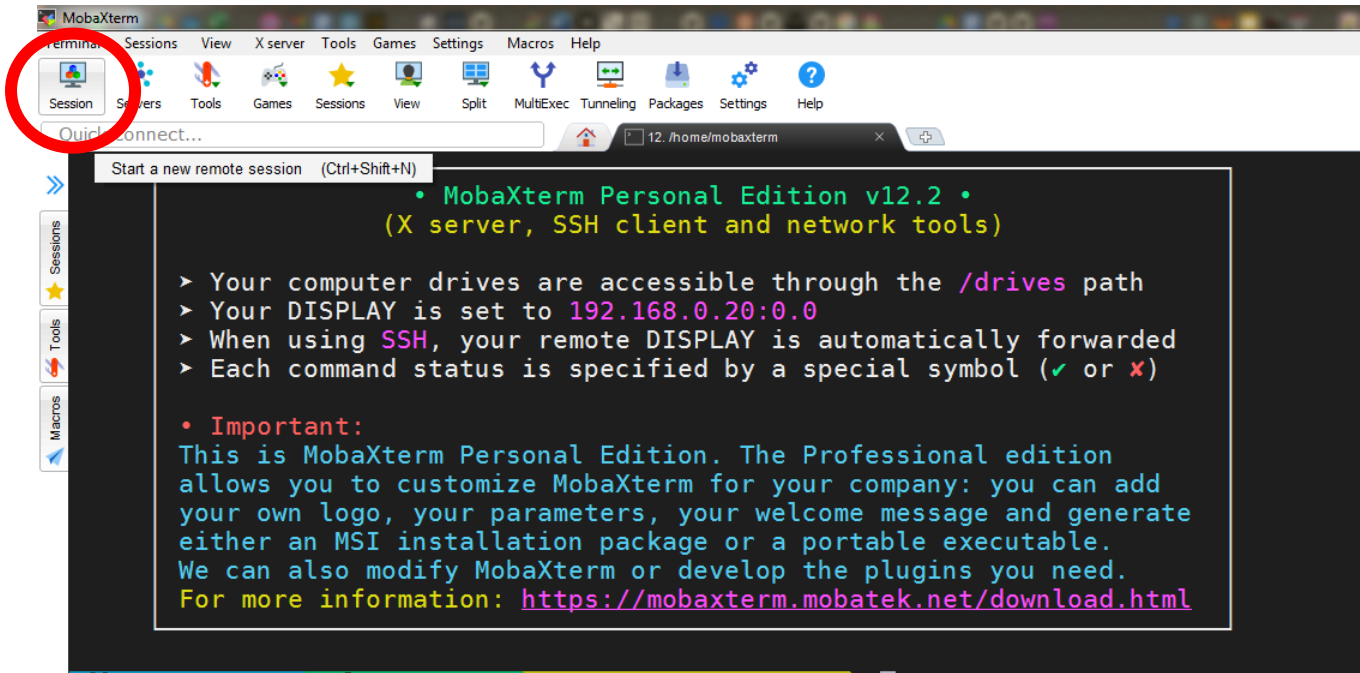 MobaXterm
Terminal Sessions View X server Tools Games Settings Macros Help
Session Servers Tools Games Sessions View Split MultiExec Tunneling Packages Settings Help
Quick connect...
12. /home/mobaxterm
Start a new remote session (Ctrl+Shift+N)
• MobaXterm Personal Edition v12.2 •
(X server, SSH client and network tools)
➤ Your computer drives are accessible through the /drives path
➤ Your DISPLAY is set to 192.168.0.20:0.0
➤ When using SSH, your remote DISPLAY is automatically forwarded
➤ Each command status is specified by a special symbol (✔ or ✘)
• Important:
This is MobaXterm Personal Edition. The Professional edition
allows you to customize MobaXterm for your company: you can add
your own logo, your parameters, your welcome message and generate
either an MSI installation package or a portable executable.
We can also modify MobaXterm or develop the plugins you need.
For more information: https://mobaxterm.mobatek.net/download.html
Sessions
Tools
Macros